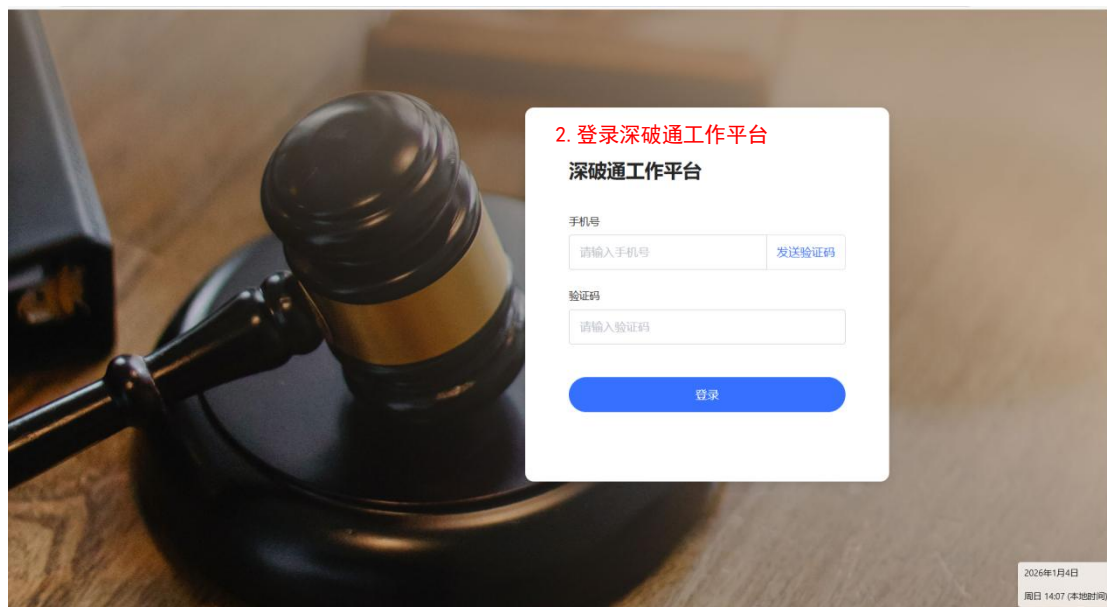 2. 登录深破通工作平台
深破通工作平台
手机号
请输入手机号
发送验证码
验证码
请输入验证码
登录
2026年1月4日
周日 14:07 (本地时间)